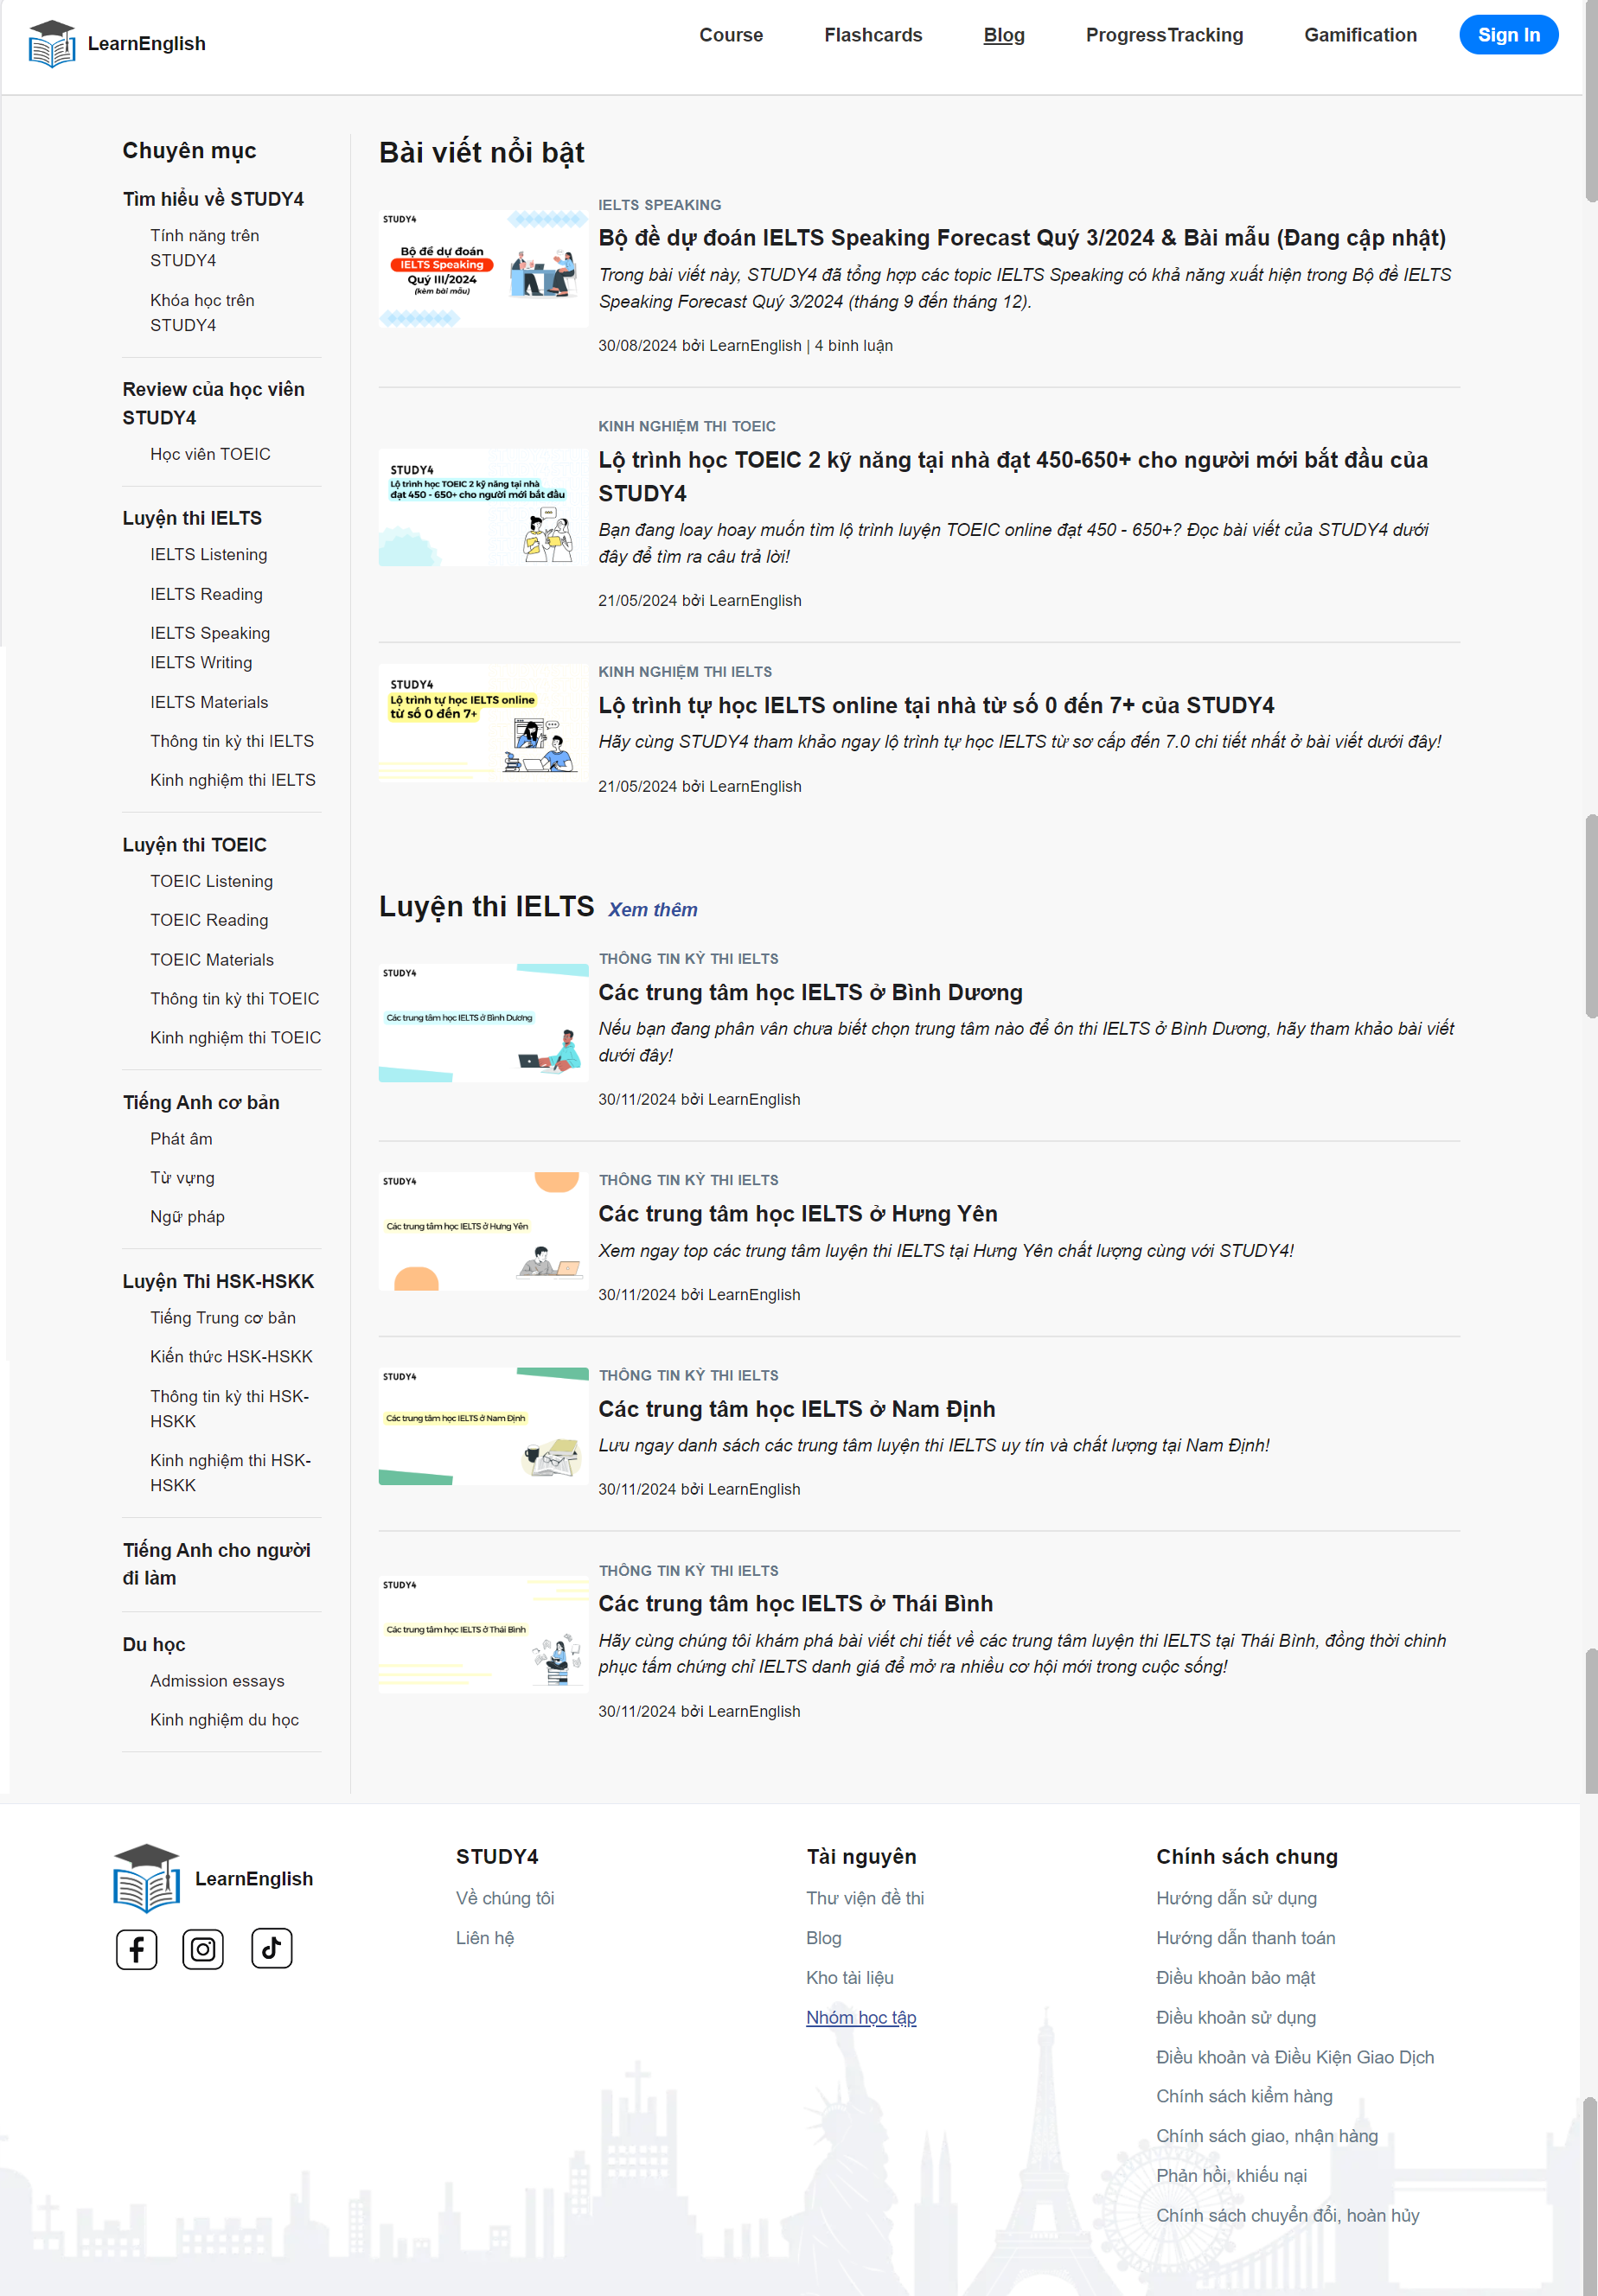 LearnEnglish
Course
Flashcards
Blog
ProgressTracking
Gamification
Sign In
Chuyên mục
Tìm hiểu về STUDY4
Tính năng trên
STUDY4
Khóa học trên
STUDY4
Review của học viên
STUDY4
Học viên TOEIC
Luyện thi IELTS
IELTS Listening
IELTS Reading
IELTS Speaking
IELTS Writing
IELTS Materials
Thông tin kỳ thi IELTS
Kinh nghiệm thi IELTS
Luyện thi TOEIC
TOEIC Listening
TOEIC Reading
TOEIC Materials
Thông tin kỳ thi TOEIC
Kinh nghiệm thi TOEIC
Tiếng Anh cơ bản
Phát âm
Từ vựng
Ngữ pháp
Luyện Thi HSK-HSKK
Tiếng Trung cơ bản
Kiến thức HSK-HSKK
Thông tin kỳ thi HSK-
HSKK
Kinh nghiệm thi HSK-
HSKK
Tiếng Anh cho người
đi làm
Du học
Admission essays
Kinh nghiệm du học
Bài viết nổi bật
STUDY4
Bộ đề dự đoán
IELTS Speaking
Quý III/2024
(kèm bài mẫu)
IELTS SPEAKING
Bộ đề dự đoán IELTS Speaking Forecast Quý 3/2024 & Bài mẫu (Đang cập nhật)
Trong bài viết này, STUDY4 đã tổng hợp các topic IELTS Speaking có khả năng xuất hiện trong Bộ đề IELTS
Speaking Forecast Quý 3/2024 (tháng 9 đến tháng 12).
30/08/2024 bởi LearnEnglish | 4 bình luận
STUDY4
Lộ trình học TOEIC 2 kỹ năng tại nhà
đạt 450 - 650+ cho người mới bắt đầu
KINH NGHIỆM THI TOEIC
Lộ trình học TOEIC 2 kỹ năng tại nhà đạt 450-650+ cho người mới bắt đầu của
STUDY4
Bạn đang loay hoay muốn tìm lộ trình luyện TOEIC online đạt 450 - 650+? Đọc bài viết của STUDY4 dưới
đây để tìm ra câu trả lời!
21/05/2024 bởi LearnEnglish
STUDY4
Lộ trình tự học IELTS online
từ số 0 đến 7+
KINH NGHIỆM THI IELTS
Lộ trình tự học IELTS online tại nhà từ số 0 đến 7+ của STUDY4
Hãy cùng STUDY4 tham khảo ngay lộ trình tự học IELTS từ sơ cấp đến 7.0 chi tiết nhất ở bài viết dưới đây!
21/05/2024 bởi LearnEnglish
Luyện thi IELTS Xem thêm
STUDY4
Các trung tâm học IELTS ở Bình Dương
THÔNG TIN KỲ THI IELTS
Các trung tâm học IELTS ở Bình Dương
Nếu bạn đang phân vân chưa biết chọn trung tâm nào để ôn thi IELTS ở Bình Dương, hãy tham khảo bài viết
dưới đây!
30/11/2024 bởi LearnEnglish
STUDY4
Các trung tâm học IELTS ở Hưng Yên
THÔNG TIN KỲ THI IELTS
Các trung tâm học IELTS ở Hưng Yên
Xem ngay top các trung tâm luyện thi IELTS tại Hưng Yên chất lượng cùng với STUDY4!
30/11/2024 bởi LearnEnglish
STUDY4
Các trung tâm học IELTS ở Nam Định
THÔNG TIN KỲ THI IELTS
Các trung tâm học IELTS ở Nam Định
Lưu ngay danh sách các trung tâm luyện thi IELTS uy tín và chất lượng tại Nam Định!
30/11/2024 bởi LearnEnglish
STUDY4
Các trung tâm học IELTS ở Thái Bình
THÔNG TIN KỲ THI IELTS
Các trung tâm học IELTS ở Thái Bình
Hãy cùng chúng tôi khám phá bài viết chi tiết về các trung tâm luyện thi IELTS tại Thái Bình, đồng thời chinh
phục tấm chứng chỉ IELTS danh giá để mở ra nhiều cơ hội mới trong cuộc sống!
30/11/2024 bởi LearnEnglish
LearnEnglish
STUDY4
Về chúng tôi
Liên hệ
Tài nguyên
Thư viện đề thi
Blog
Kho tài liệu
Nhóm học tập
Chính sách chung
Hướng dẫn sử dụng
Hướng dẫn thanh toán
Điều khoản bảo mật
Điều khoản sử dụng
Điều khoản và Điều Kiện Giao Dịch
Chính sách kiểm hàng
Chính sách giao, nhận hàng
Phản hồi, khiếu nại
Chính sách chuyển đổi, hoàn hủy